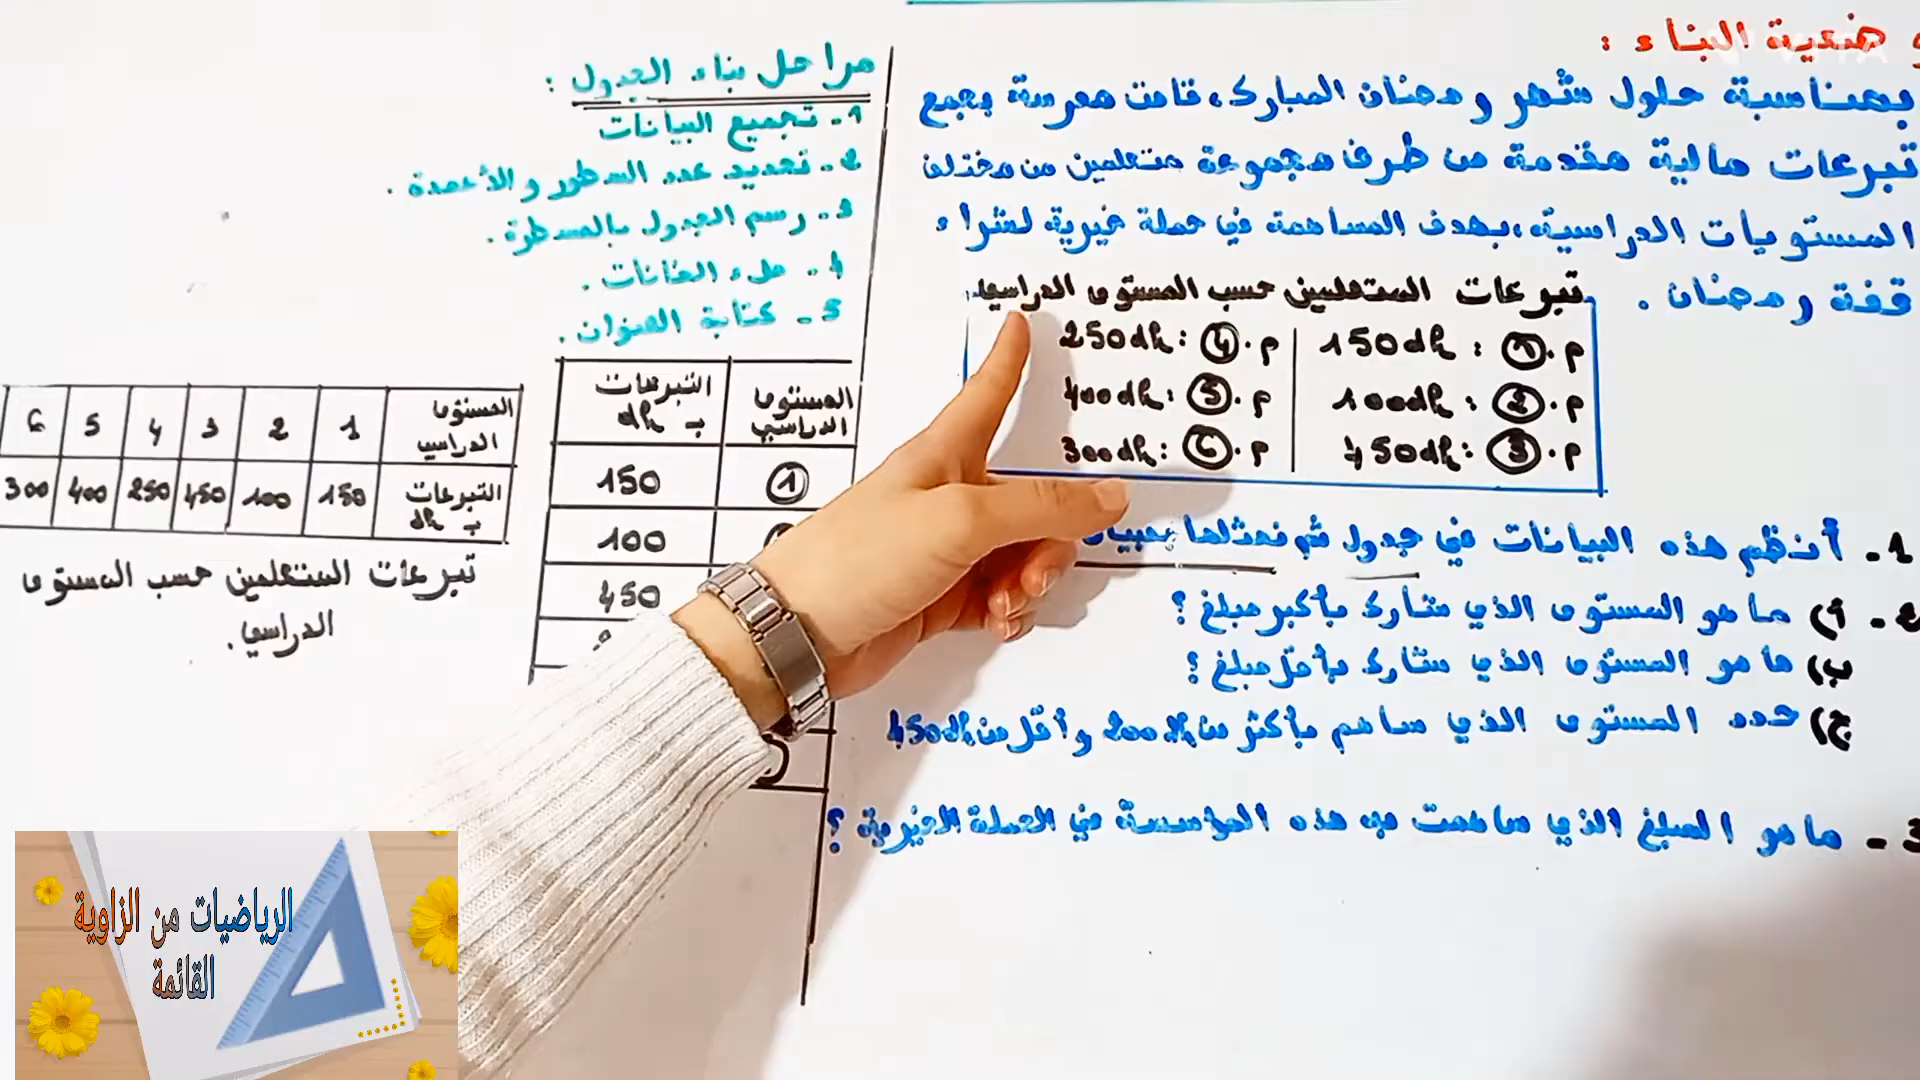 وضعية البناء :
بمناسبة حلول شهر رمضان المبارك، قامت مدرسة بجمع
تبرعات مالية مقدمة من طرف مجموعة متعلمين من مختلف
المستويات الدراسية، بهدف المساهمة في حملة خيرية لشراء
قفة رمضان .
تبرعات المتعلمين حسب المستوى الدراسي
م. 1 : 150dh
م. 2 : 100dh
م. 3 : 450dh
م. 4 : 250dh
م. 5 : 400dh
م. 6 : 300dh
1- أنظم هذه البيانات في جدول ثم نمثلها
2- أ) ما هو المستوى الذي شارك بأكبر مبلغ ؟
ب) ما هو المستوى الذي شارك بأقل مبلغ ؟
ج) حدد المستوى الذي ساهم بأكثر من 200dh وأقل من 450dh
3- ما هو المبلغ الذي ساهمت به هذه المؤسسة في الحملة الخيرية ؟
مراحل بناء الجدول :
1- تجميع البيانات
2- تحديد عدد السطور والأعمدة .
3- رسم الجدول بالمسطرة .
4- ملء الخانات .
5- كتابة العنوان .
المستوى الدراسي التبرعات بـ dh
1 150
100
450
المستوى الدراسي 1 2 3 4 5 6
التبرعات بـ dh 150 100 450 250 400 300
تبرعات المتعلمين حسب المستوى
الدراسي.
الرياضيات من الزاوية
القائمة